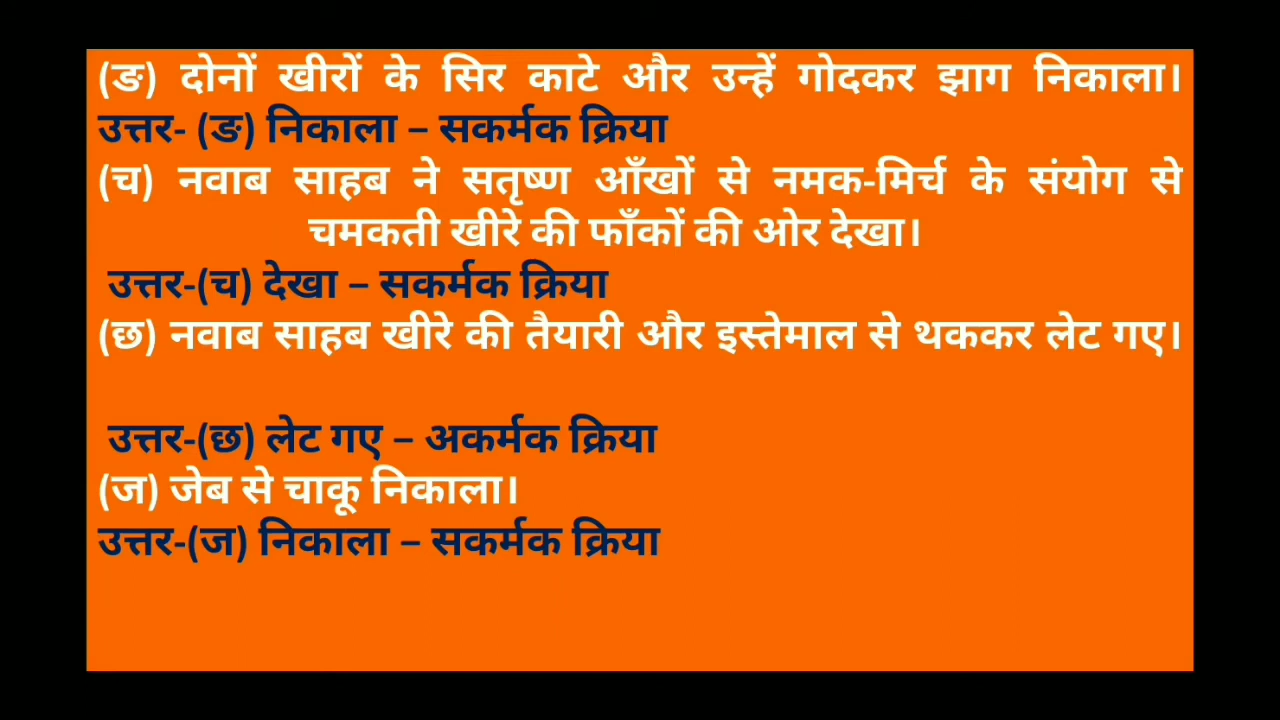 (ङ) दोनों खीरों के सिर काटे और उन्हें गोदकर झाग निकाला।
उत्तर- (ङ) निकाला – सकर्मक क्रिया
(च) नवाब साहब ने सतृष्ण आँखों से नमक-मिर्च के संयोग से
चमकती खीरे की फाँकों की ओर देखा।
उत्तर-(च) देखा – सकर्मक क्रिया
(छ) नवाब साहब खीरे की तैयारी और इस्तेमाल से थककर लेट गए।
उत्तर-(छ) लेट गए – अकर्मक क्रिया
(ज) जेब से चाकू निकाला।
उत्तर-(ज) निकाला – सकर्मक क्रिया